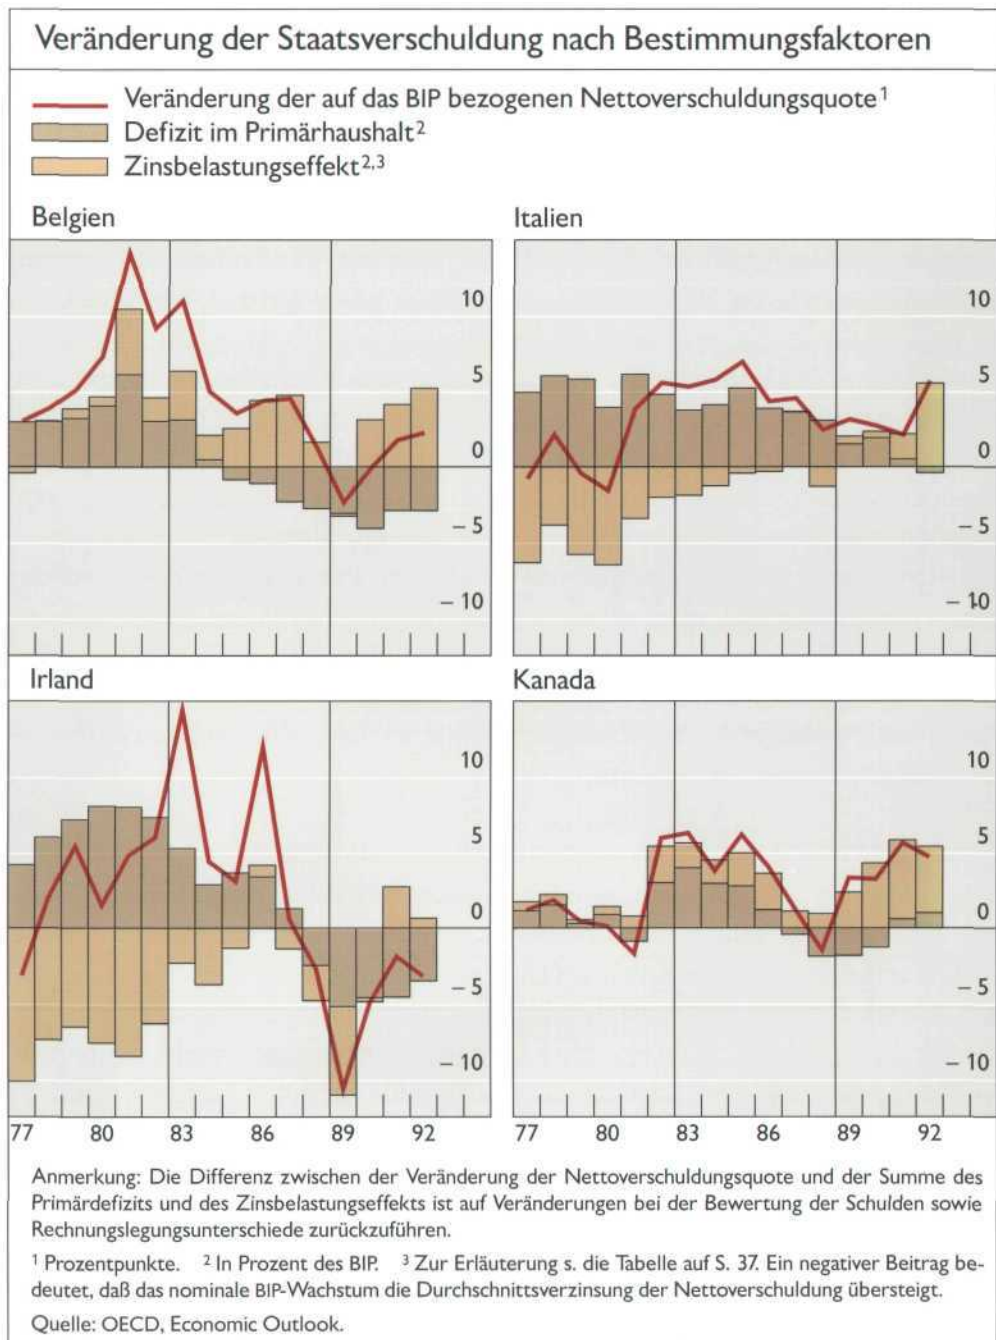 Veränderung der Staatsverschuldung nach Bestimmungsfaktoren
Veränderung der auf das BIP bezogenen Nettoverschuldungsquote¹
Defizit im Primärhaushalt²
Zinsbelastungseffekt²,³
Belgien
10
5
0
– 5
– 10
Italien
10
5
0
– 5
– 10
Irland
10
5
0
– 5
– 10
77 80 83 86 89 92
Kanada
10
5
0
– 5
– 10
77 80 83 86 89 92
Anmerkung: Die Differenz zwischen der Veränderung der Nettoverschuldungsquote und der Summe des
Primärdefizits und des Zinsbelastungseffekts ist auf Veränderungen bei der Bewertung der Schulden sowie
Rechnungslegungsunterschiede zurückzuführen.
¹ Prozentpunkte. ² In Prozent des BIP. ³ Zur Erläuterung s. die Tabelle auf S. 37. Ein negativer Beitrag be-
deutet, daß das nominale BIP-Wachstum die Durchschnittsverzinsung der Nettoverschuldung übersteigt.
Quelle: OECD, Economic Outlook.